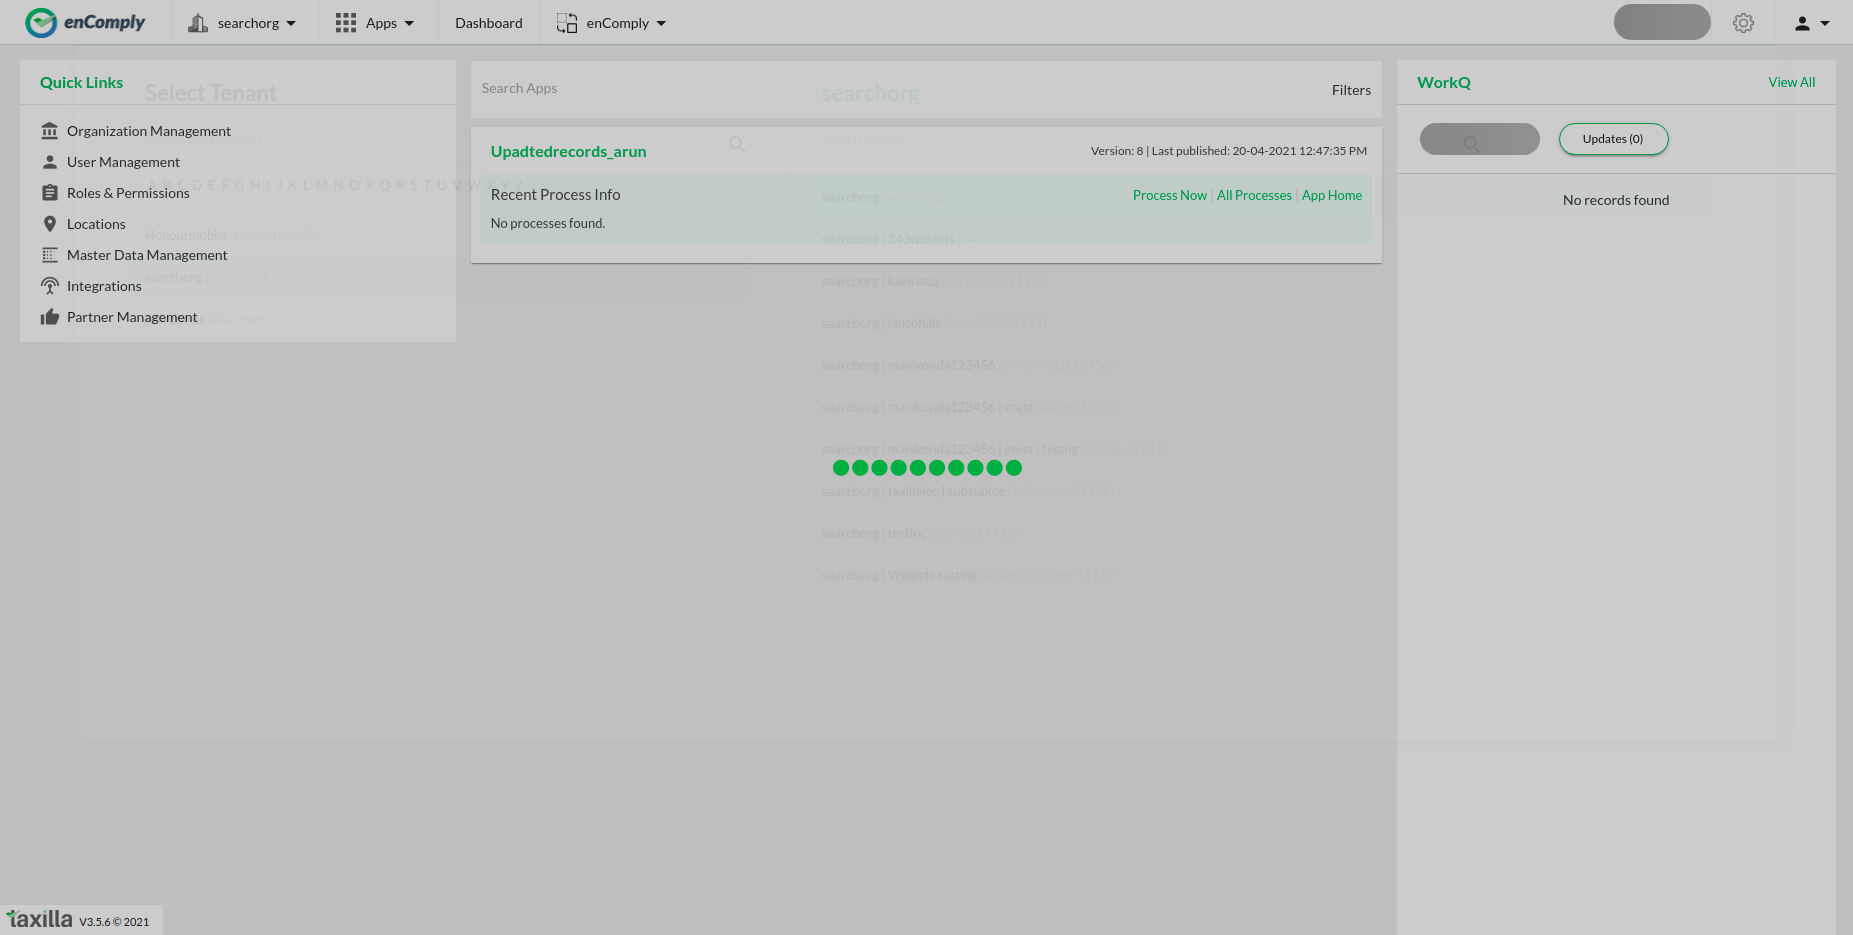 enComply
searchorg
Apps
Dashboard
enComply
Quick Links
Organization Management
User Management
Roles & Permissions
Locations
Master Data Management
Integrations
Partner Management
Select Tenant
A B C D E F G H I J K L M N O P Q R S T U V W X Y Z
Honourmobile
searchorg (searchorg)
Search Apps
Filters
Upadtedrecords_arun
Version: 8 | Last published: 20-04-2021 12:47:35 PM
Recent Process Info
Process Now | All Processes | App Home
No processes found.
searchorg
Search Tenant
searchorg (searchorg)
searchorg | 343widgets
searchorg | kakinada
searchorg | lancohills
searchorg | manikonda123456 (manikonda123456)
searchorg | manikonda123456 | etest
searchorg | manikonda123456 | etest | testng
searchorg | taxillaloc | subsubloc
searchorg | testloc
searchorg | Widgets testing
WorkQ
View All
Updates (0)
No records found
taxilla V3.5.6 © 2021